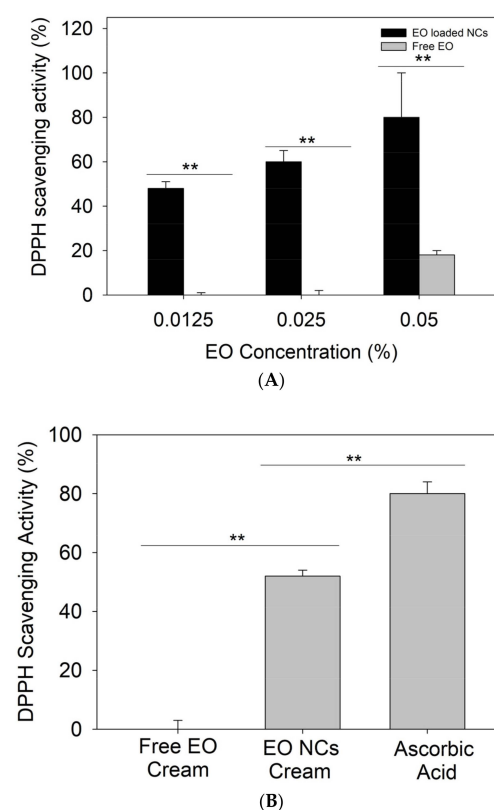 120
100
80
60
40
20
0
DPPH scavenging activity (%)
EO loaded NCs
Free EO
**
**
**
0.0125 0.025 0.05
EO Concentration (%)
(A)
100
80
60
40
20
0
DPPH Scavenging Activity (%)
**
**
Free EO
Cream
EO NCs
Cream
Ascorbic
Acid
(B)